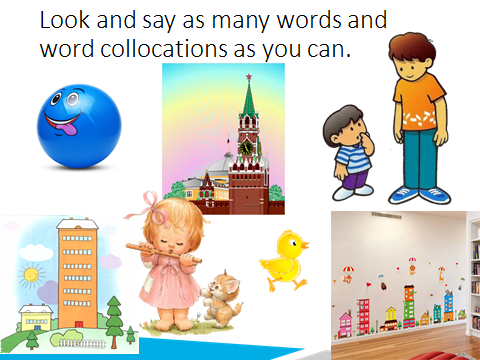 Look and say as many words and
word collocations as you can.